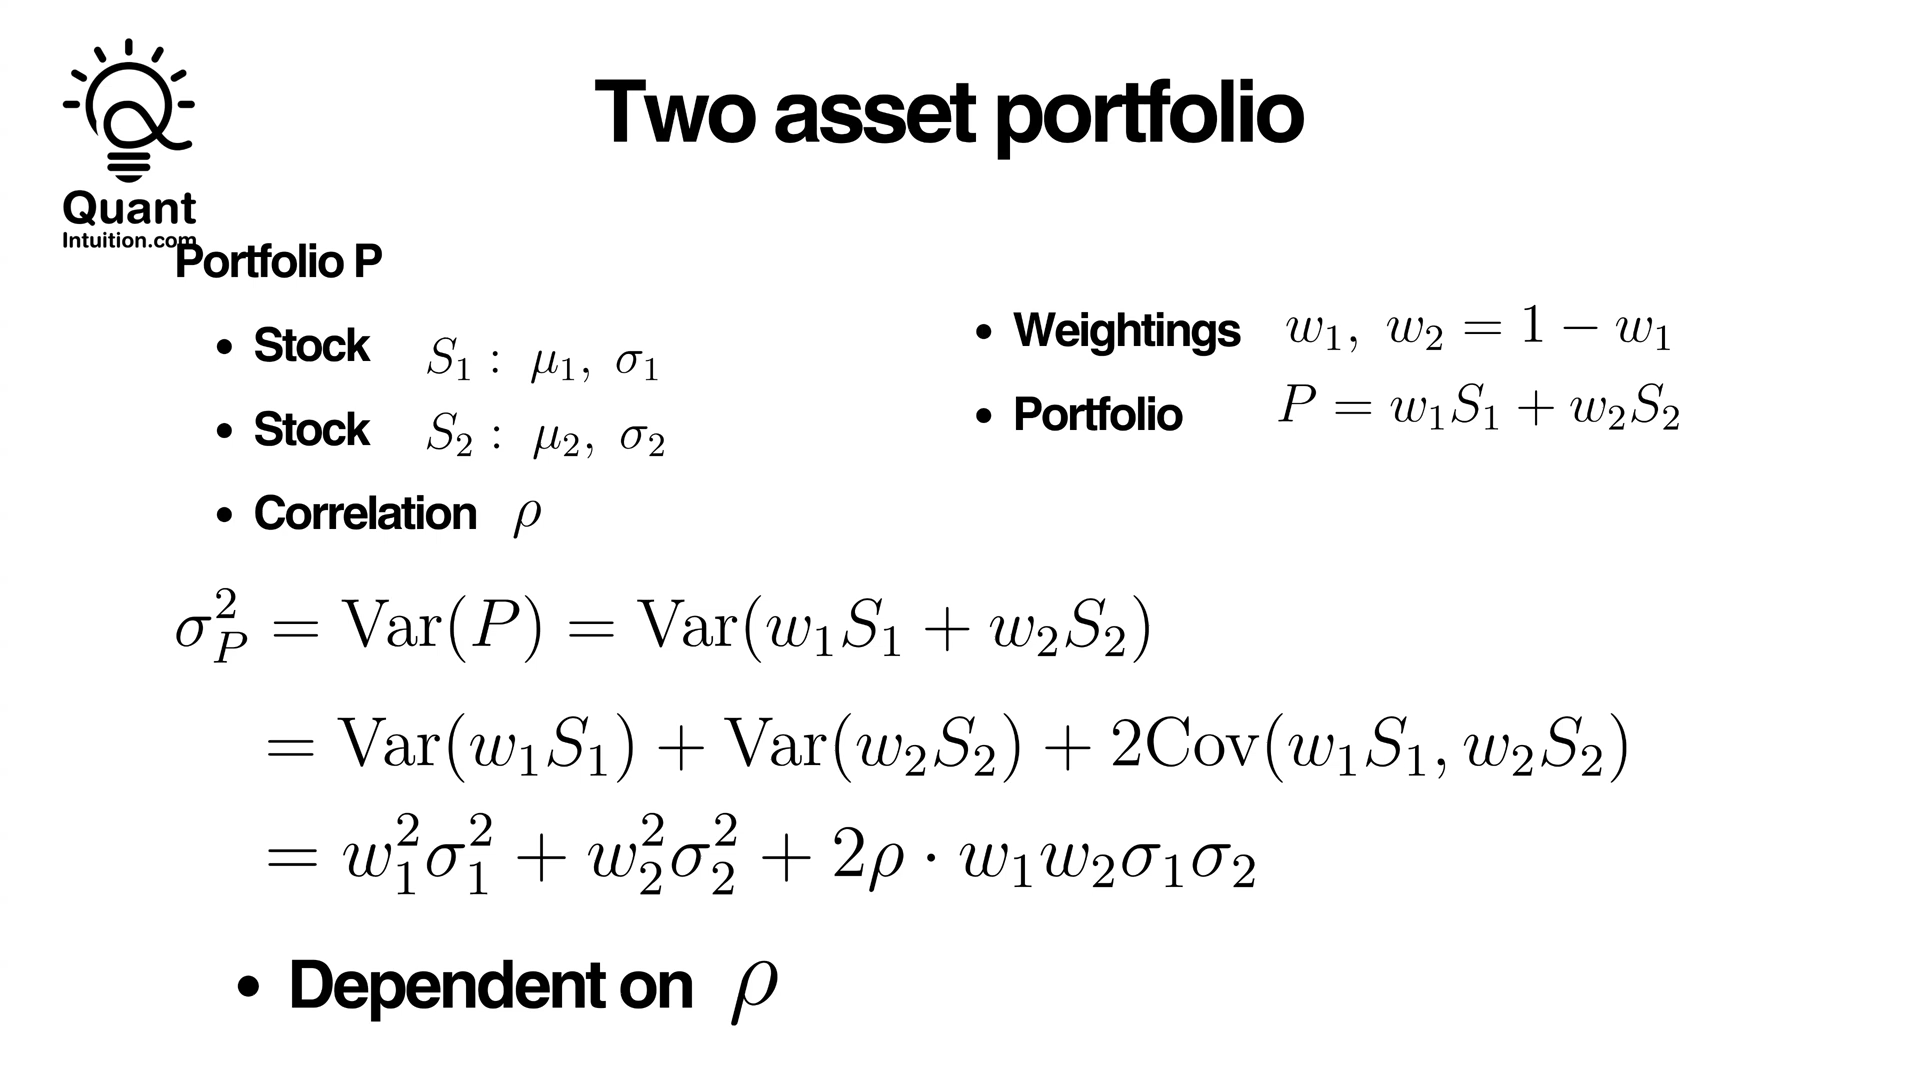 Quant
Intuition.com
Two asset portfolio
Portfolio P
• Stock S₁ : μ₁, σ₁
• Stock S₂ : μ₂, σ₂
• Correlation ρ
• Weightings w₁, w₂ = 1 − w₁
• Portfolio P = w₁S₁ + w₂S₂
σ²_P = Var(P) = Var(w₁S₁ + w₂S₂)
= Var(w₁S₁) + Var(w₂S₂) + 2Cov(w₁S₁, w₂S₂)
= w₁²σ₁² + w₂²σ₂² + 2ρ · w₁w₂σ₁σ₂
• Dependent on ρ